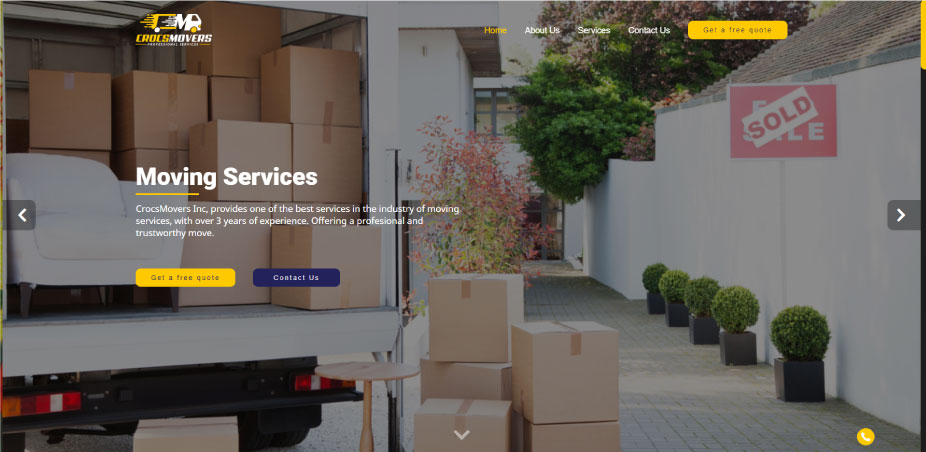 CROCSMOVERS
PROFESSIONAL SERVICES
Home
About Us
Services
Contact Us
Get a free quote
SOLD
Moving Services
CrocsMovers Inc, provides one of the best services in the industry of moving
services, with over 3 years of experience. Offering a profesional and
trustworthy move.
Get a free quote
Contact Us